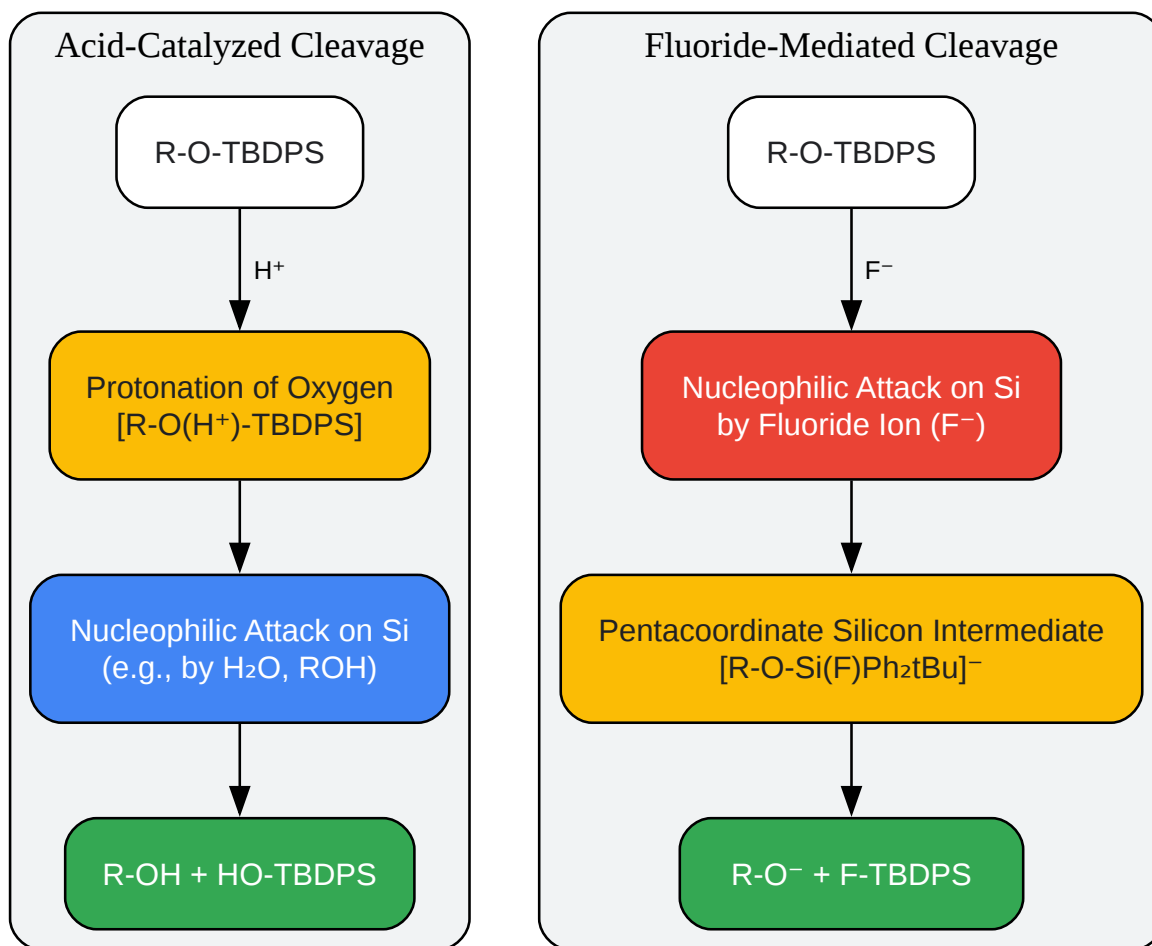 Acid-Catalyzed Cleavage
R-O-TBDPS
H⁺
Protonation of Oxygen
[R-O(H⁺)-TBDPS]
Nucleophilic Attack on Si
(e.g., by H₂O, ROH)
R-OH + HO-TBDPS
Fluoride-Mediated Cleavage
R-O-TBDPS
F⁻
Nucleophilic Attack on Si
by Fluoride Ion (F⁻)
Pentacoordinate Silicon Intermediate
[R-O-Si(F)Ph₂tBu]⁻
R-O⁻ + F-TBDPS